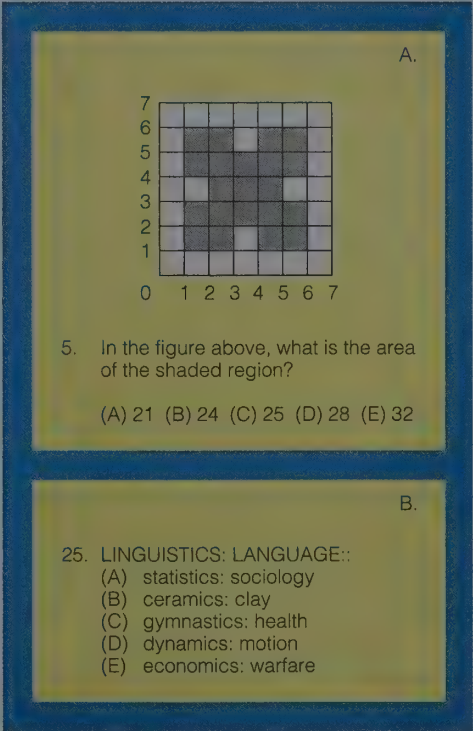 A.
7
6
5
4
3
2
1
0 1 2 3 4 5 6 7
5. In the figure above, what is the area
of the shaded region?
(A) 21 (B) 24 (C) 25 (D) 28 (E) 32
B.
25. LINGUISTICS: LANGUAGE::
(A) statistics: sociology
(B) ceramics: clay
(C) gymnastics: health
(D) dynamics: motion
(E) economics: warfare